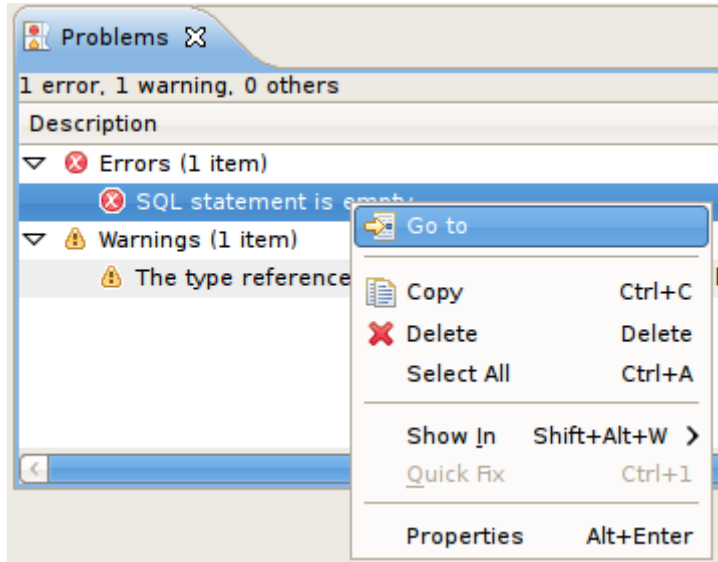 Problems
1 error, 1 warning, 0 others
Description
Errors (1 item)
SQL statement is empty
Go to
Warnings (1 item)
The type reference
Copy Ctrl+C
Delete Delete
Select All Ctrl+A
Show In Shift+Alt+W
Quick Fix Ctrl+1
Properties Alt+Enter